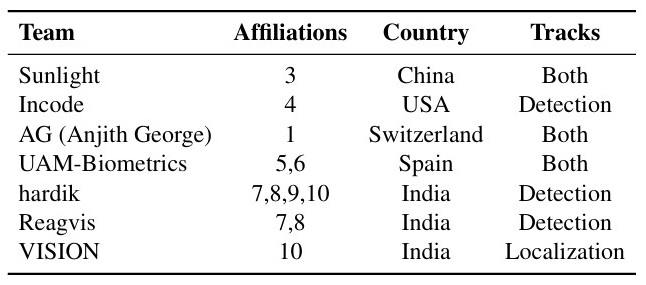 Team Affiliations Country Tracks
Sunlight 3 China Both
Incode 4 USA Detection
AG (Anjith George) 1 Switzerland Both
UAM-Biometrics 5,6 Spain Both
hardik 7,8,9,10 India Detection
Reagvis 7,8 India Detection
VISION 10 India Localization